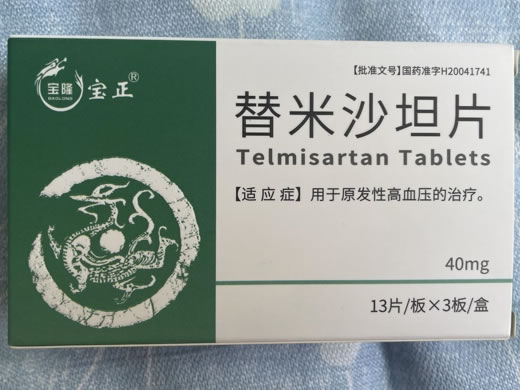 宝隆
BAOLONG
宝正®
【批准文号】国药准字H20041741
替米沙坦片
Telmisartan Tablets
【适应症】用于原发性高血压的治疗。
40mg
13片/板×3板/盒